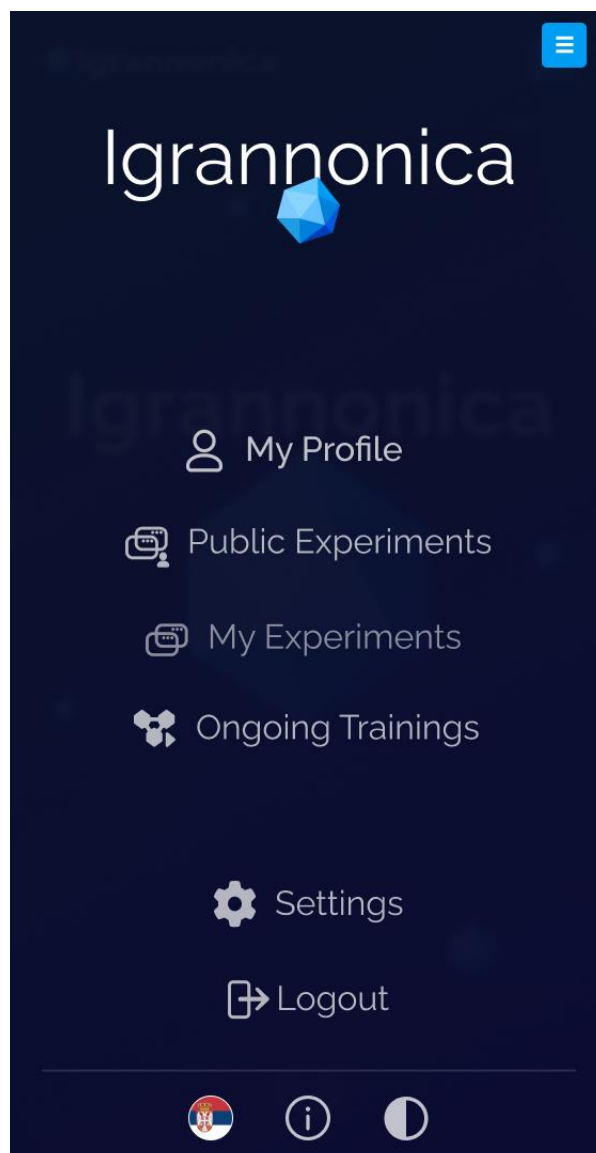 Igrannonica
Igrannonica
My Profile
Public Experiments
My Experiments
Ongoing Trainings
Settings
Logout